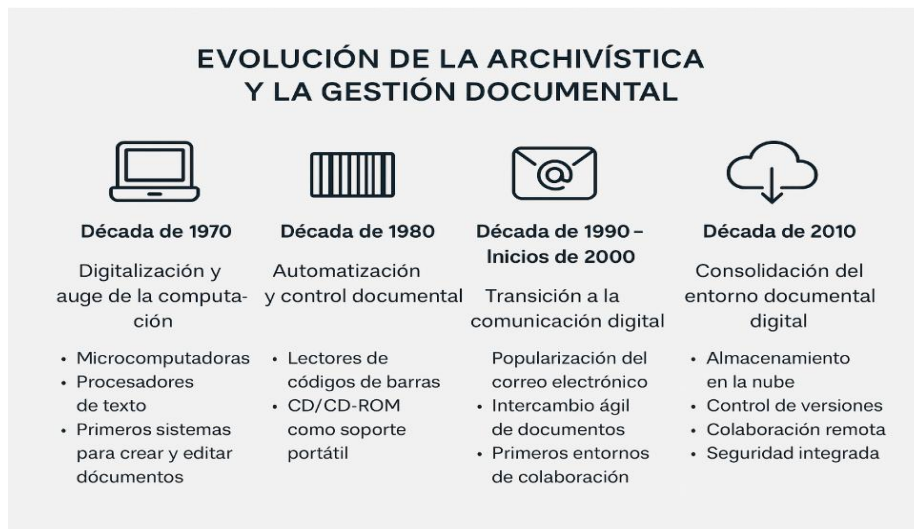 EVOLUCIÓN DE LA ARCHIVÍSTICA
Y LA GESTIÓN DOCUMENTAL
Década de 1970
Digitalización y
auge de la computa-
ción
• Microcomputadoras
• Procesadores
de texto
• Primeros sistemas
para crear y editar
dócumentos
Década de 1980
Automatización
y control documental
• Lectores de
códigos de barras
• CD/CD-ROM
como soporte
portátil
Década de 1990 –
Inicios de 2000
Transición a la
comunicación digital
Popularización del
correo electrónico
• Intercambio ágil
de documentos
• Primeros entornos
de colaboración
Década de 2010
Consolidación del
entorno documental
digital
• Almacenamiento
en la nube
• Control de versiones
• Colaboración remota
• Seguridad integrada